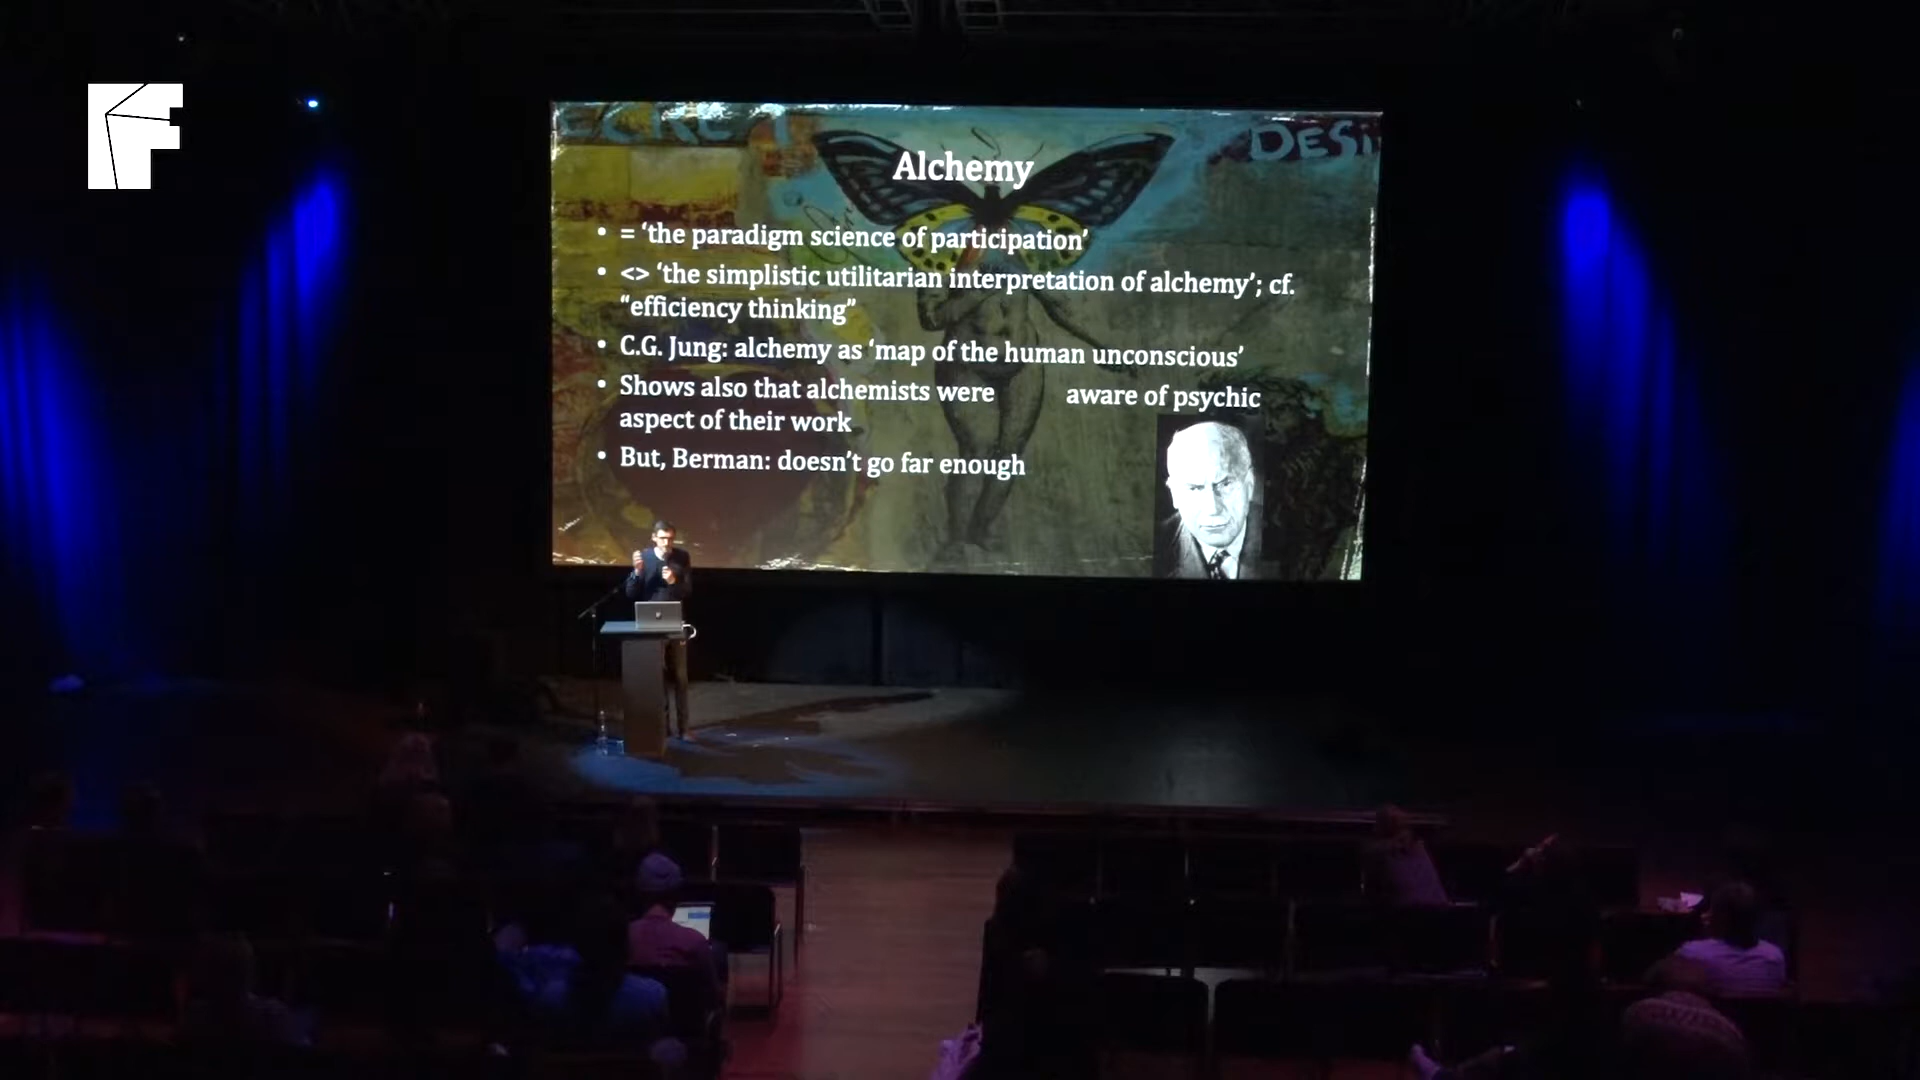 F
ECRET
DESI
Alchemy
• = ‘the paradigm science of participation’
• <> ‘the simplistic utilitarian interpretation of alchemy’; cf.
“efficiency thinking”
• C.G. Jung: alchemy as ‘map of the human unconscious’
• Shows also that alchemists were aware of psychic
aspect of their work
• But, Berman: doesn’t go far enough